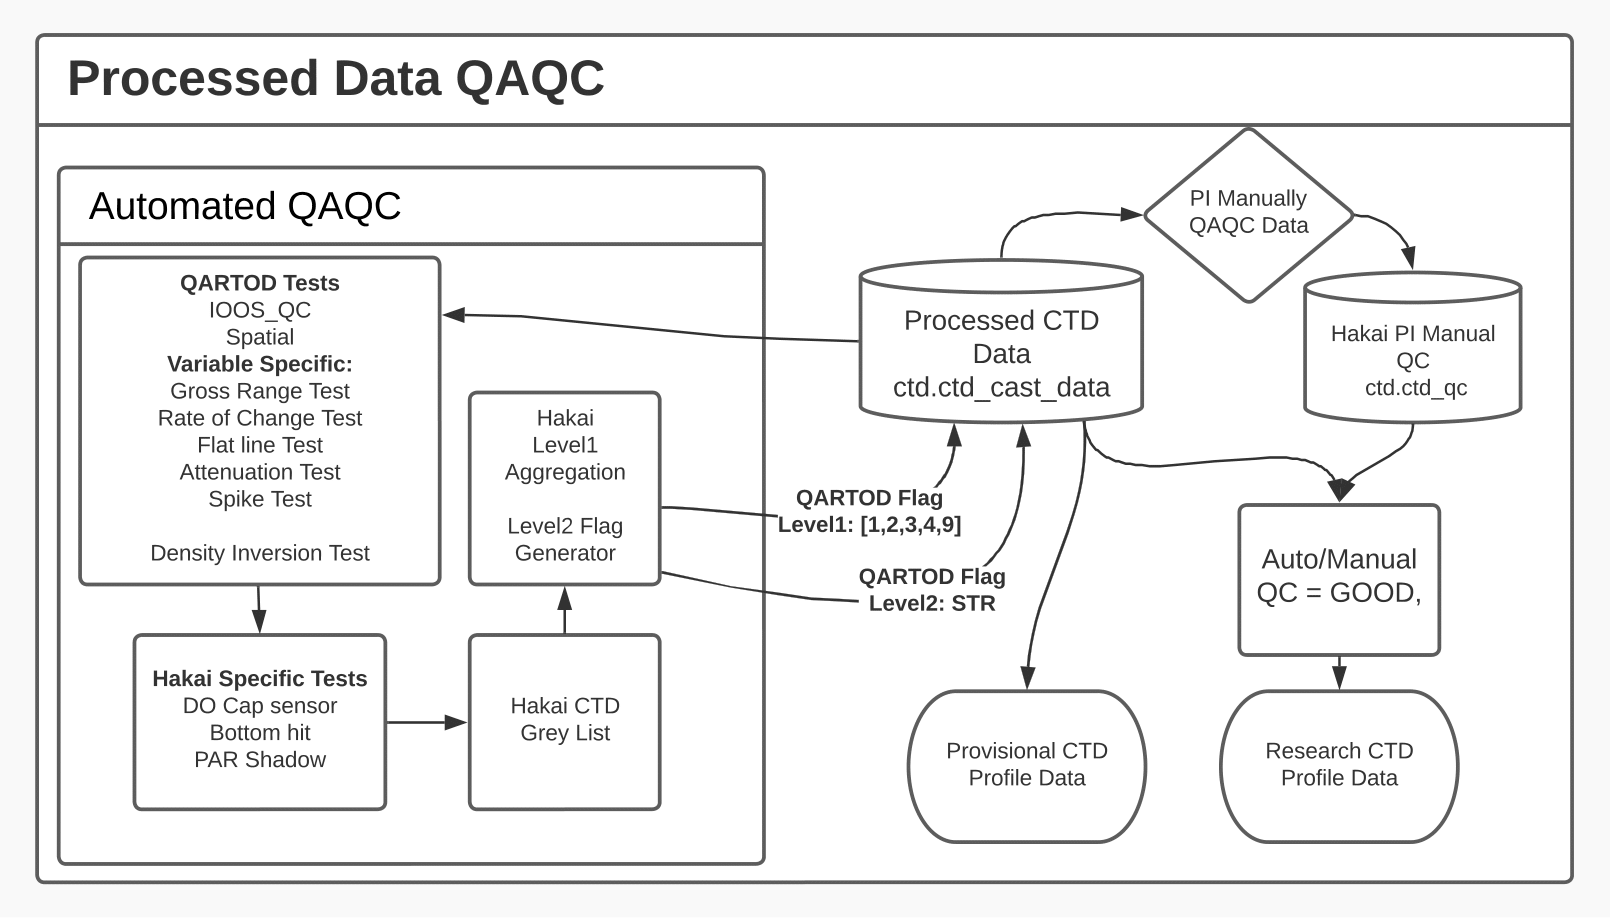 Processed Data QAQC
Automated QAQC
QARTOD Tests
IOOS_QC
Spatial
Variable Specific:
Gross Range Test
Rate of Change Test
Flat line Test
Attenuation Test
Spike Test
Density Inversion Test
Hakai Specific Tests
DO Cap sensor
Bottom hit
PAR Shadow
Hakai CTD
Grey List
Hakai
Level1
Aggregation
Level2 Flag
Generator
QARTOD Flag
Level1: [1,2,3,4,9]
QARTOD Flag
Level2: STR
Processed CTD
Data
ctd.ctd_cast_data
PI Manually
QAQC Data
Hakai PI Manual
QC
ctd.ctd_qc
Auto/Manual
QC = GOOD,
Provisional CTD
Profile Data
Research CTD
Profile Data